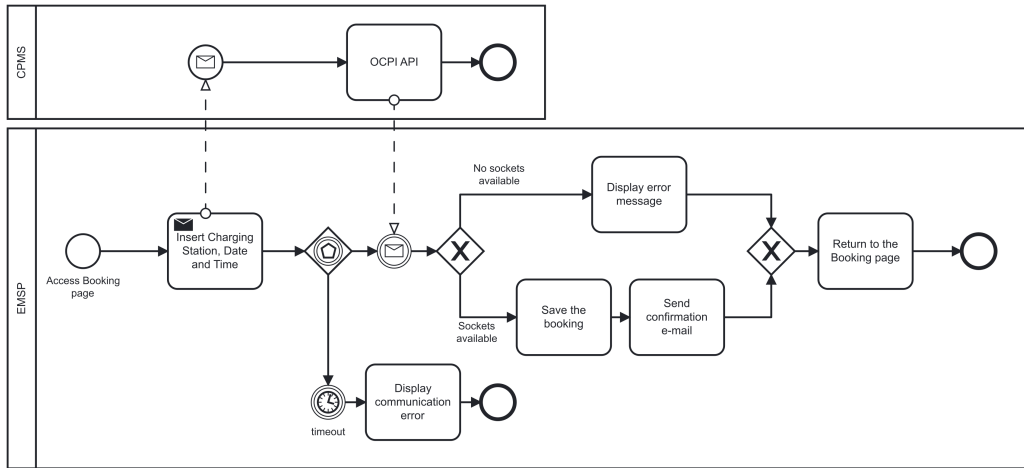 CPMS
OCPI API
EMSP
Access Booking
page
Insert Charging
Station, Date
and Time
timeout
Display
communication
error
No sockets
available
Sockets
available
Display error
message
Save the
booking
Send
confirmation
e-mail
Return to the
Booking page